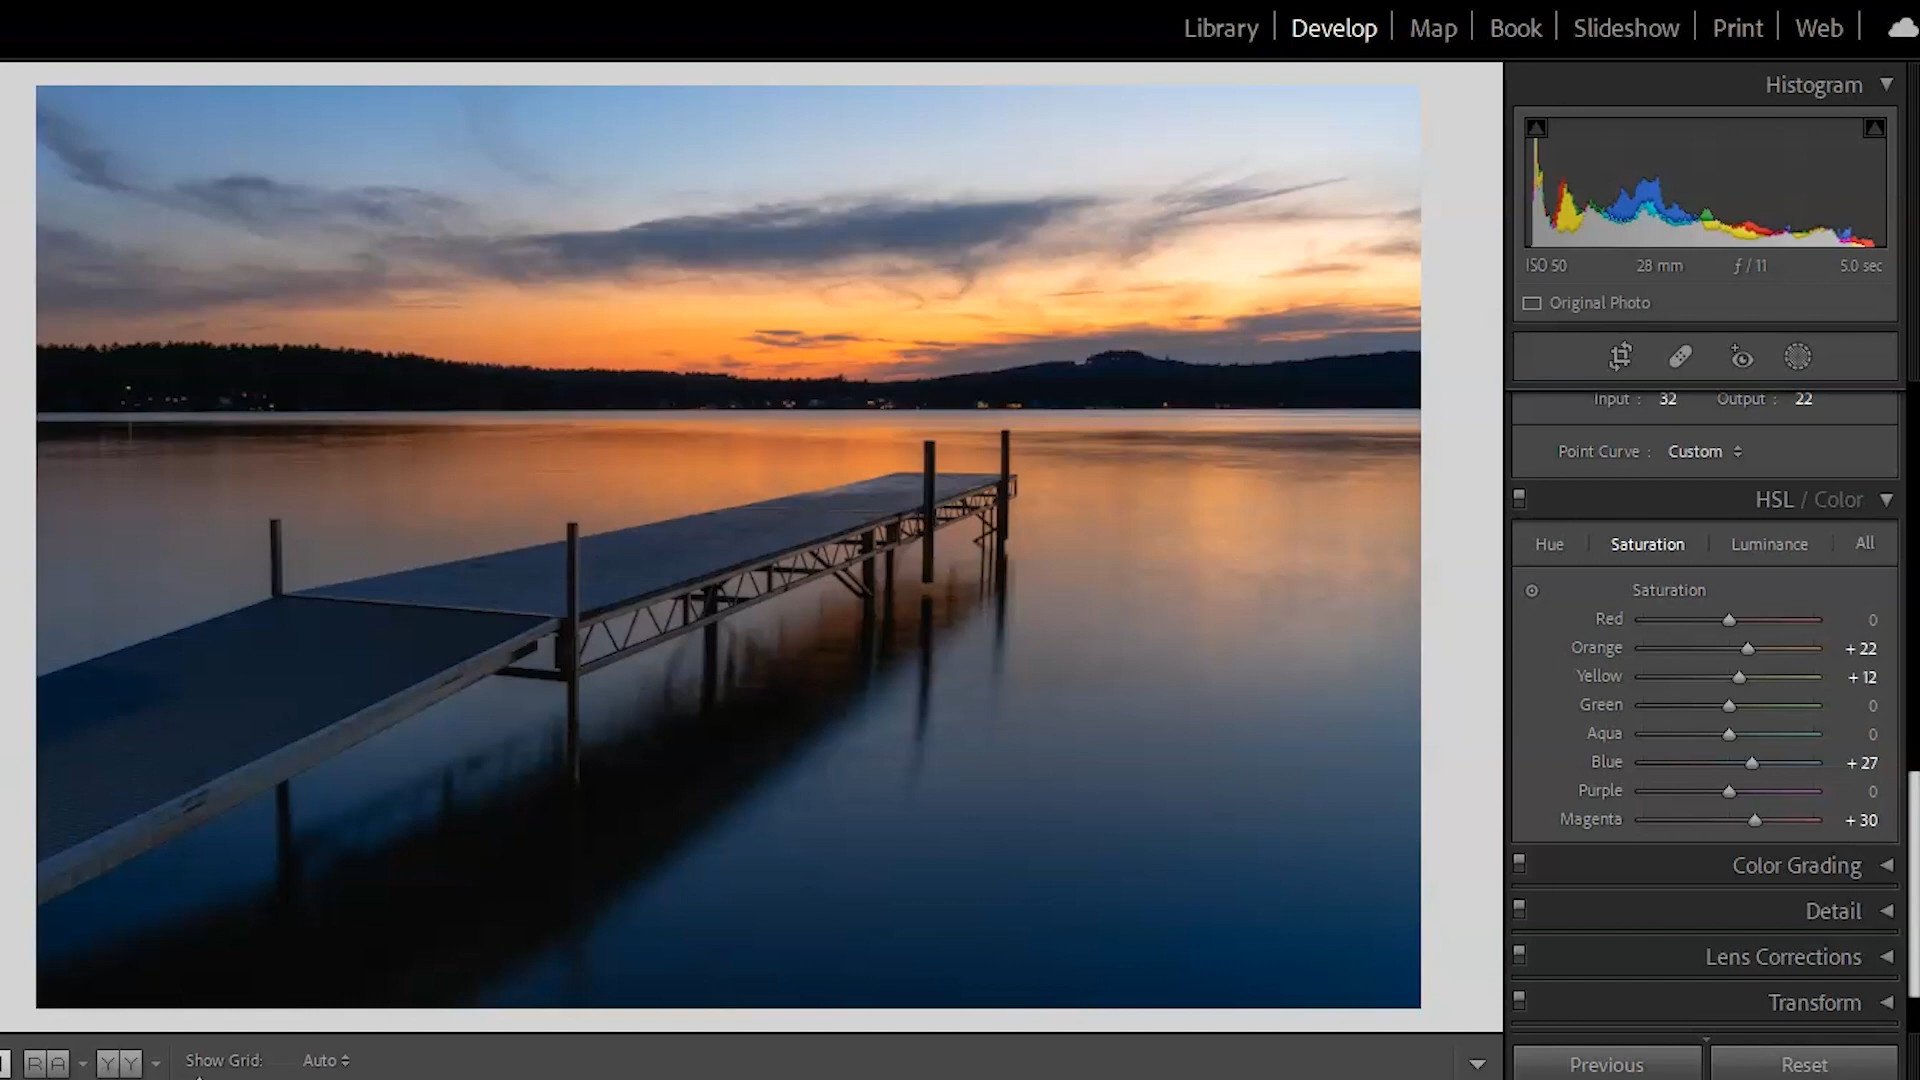 Library | Develop | Map | Book | Slideshow | Print | Web |
Histogram
ISO 50 28 mm ƒ / 11 5.0 sec
Original Photo
Input : 32 Output : 22
Point Curve : Custom
HSL / Color
Hue Saturation Luminance All
Saturation
Red 0
Orange + 22
Yellow + 12
Green 0
Aqua 0
Blue + 27
Purple 0
Magenta + 30
Color Grading
Detail
Lens Corrections
Transform
R A Y Y Show Grid: Auto
Previous Reset